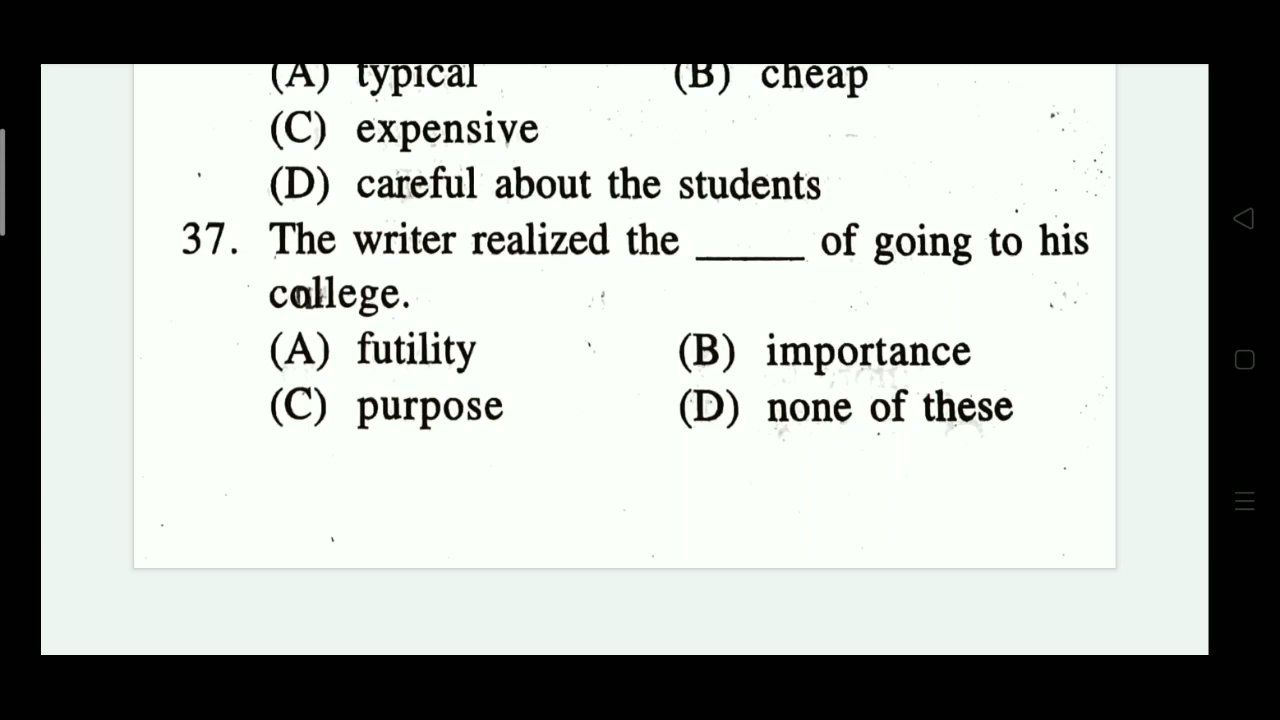 (A) typical (B) cheap
(C) expensive
(D) careful about the students
37. The writer realized the _____ of going to his
college.
(A) futility (B) importance
(C) purpose (D) none of these